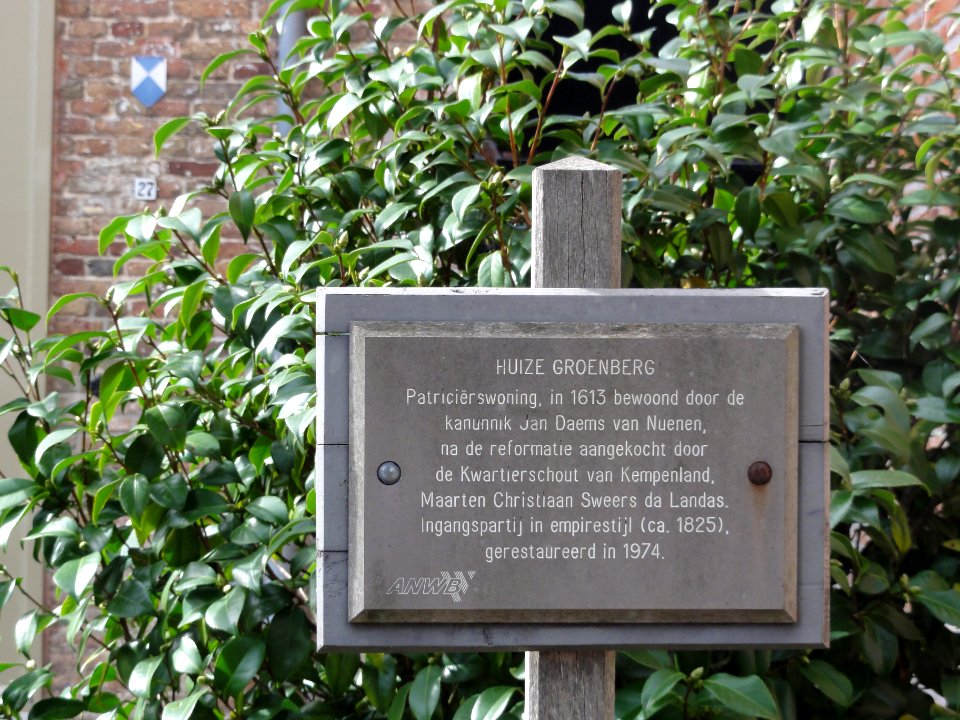 27
HUIZE GROENBERG
Patriciërswoning, in 1613 bewoond door de
kanunnik Jan Daems van Nuenen,
na de reformatie aangekocht door
de Kwartierschout van Kempenland,
Maarten Christiaan Sweers da Landas.
Ingangspartij in empirestijl (ca. 1825),
gerestaureerd in 1974.
ANWB